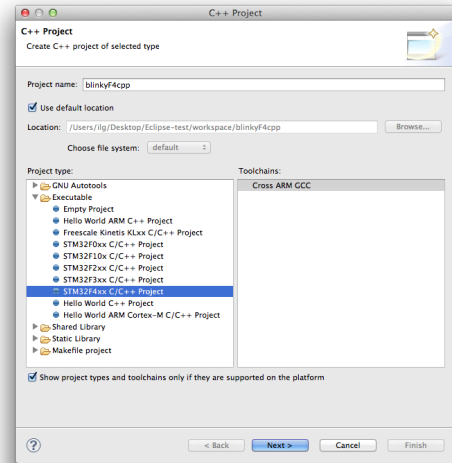 C++ Project
C++ Project
Create C++ project of selected type
Project name: blinkyF4cpp
Use default location
Location: /Users/ilg/Desktop/Eclipse-test/workspace/blinkyF4cpp Browse...
Choose file system: default
Project type: Toolchains:
GNU Autotools Cross ARM GCC
Executable
Empty Project
Hello World ARM C++ Project
Freescale Kinetis KLxx C/C++ Project
STM32F0xx C/C++ Project
STM32F10x C/C++ Project
STM32F2xx C/C++ Project
STM32F3xx C/C++ Project
STM32F4xx C/C++ Project
Hello World C++ Project
Hello World ARM Cortex-M C/C++ Project
Shared Library
Static Library
Makefile project
Show project types and toolchains only if they are supported on the platform
? < Back Next > Cancel Finish